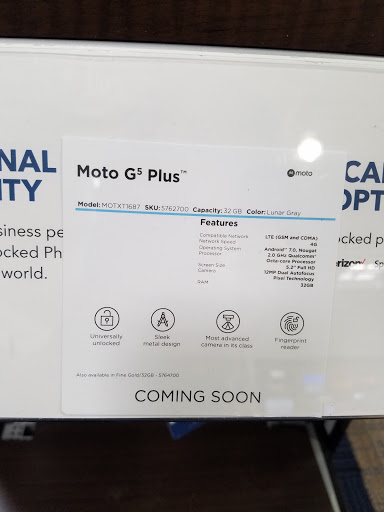 Moto G⁵ Plus™
moto
Model: MOTXT1687 SKU: 5762700 Capacity: 32 GB Color: Lunar Gray
Features
Compatible Network LTE (GSM and CDMA)
Network Speed 4G
Operating System Android™ 7.0, Nougat
Processor 2.0 GHz Qualcomm®
Octa-core Processor
Screen Size 5.2" Full HD
Camera 12MP Dual Autofocus
Pixel Technology
RAM 32GB
Universally unlocked
Sleek metal design
Most advanced camera in its class
Fingerprint reader
Also available in Fine Gold/32GB - 5764700
COMING SOON
NAL
ITY
siness pe
ocked Ph
world.
CA
OPT
ocked p
erizon